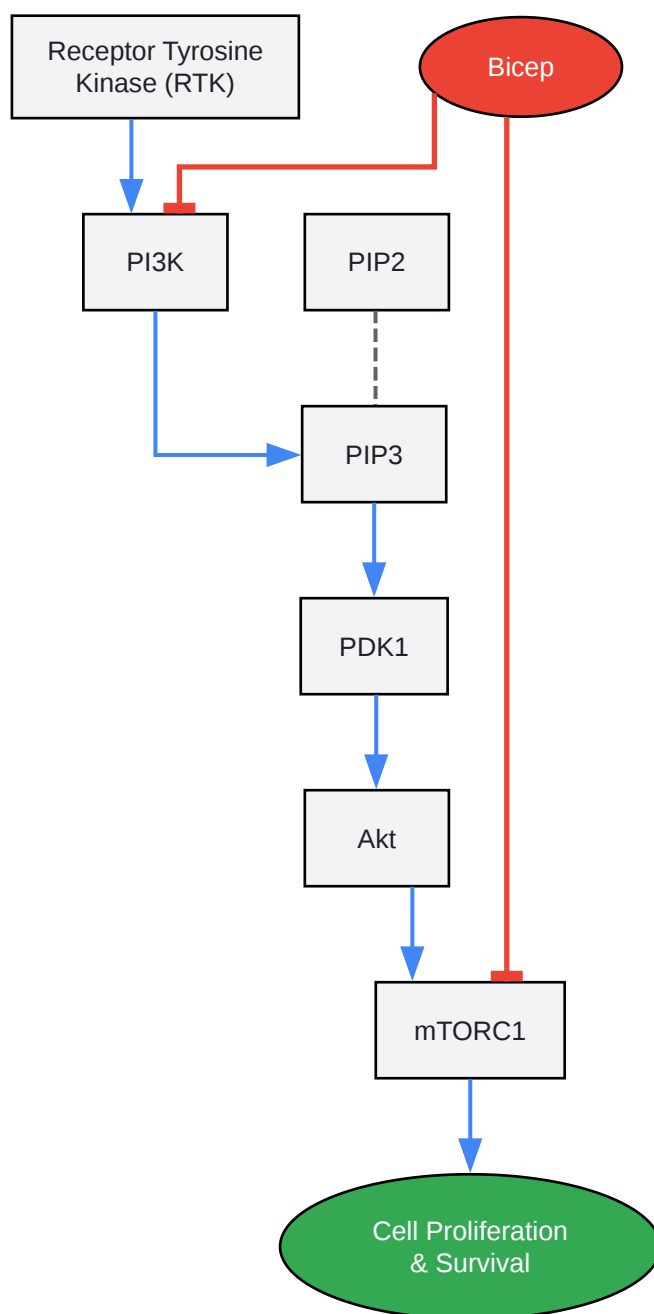 Receptor Tyrosine
Kinase (RTK)
Bicep
PI3K
PIP2
PIP3
PDK1
Akt
mTORC1
Cell Proliferation
& Survival